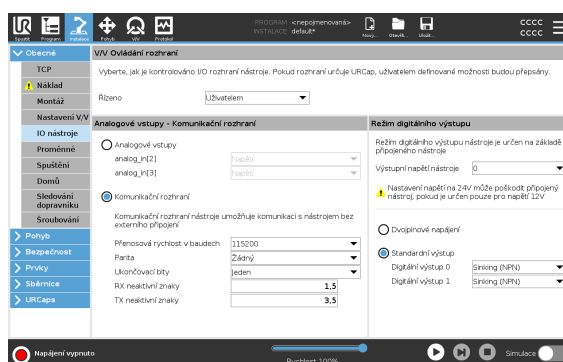 UR
Spustit Program Instalace Pohyb V/V Protokol
PROGRAM <nepojmenovaná>
INSTALACE default*
Nový... Otevřít... Uložit...
cccc
cccc
Obecné
TCP
Náklad
Montáž
Nastavení V/V
IO nástroje
Proměnné
Spuštění
Domů
Sledování
dopravníku
Šroubování
Pohyb
Bezpečnost
Prvky
Sběrnice
URCaps
V/V Ovládání rozhraní
Vyberte, jak je kontrolováno I/O rozhraní nástroje. Pokud rozhraní určuje URCap, uživatelem definované možnosti budou přepsány.
Řízeno Uživatelem
Analogové vstupy - Komunikační rozhraní
Analogové vstupy
analog_in[2] Napětí
analog_in[3] Napětí
Komunikační rozhraní
Komunikační rozhraní nástroje umožňuje komunikaci s nástrojem bez
externího připojení
Přenosová rychlost v baudech 115200
Parita Žádný
Ukončovací bity Jeden
RX neaktivní znaky 1,5
TX neaktivní znaky 3,5
Režim digitálního výstupu
Režim digitálního výstupu nástroje je určen na základě
připojeného nástroje
Výstupní napětí nástroje 0
Nastavení napětí na 24V může poškodit připojený
nástroj, pokud je určen pouze pro napětí 12V
Dvojpinové napájení
Standardní výstup
Digitální výstup 0 Sinking (NPN)
Digitální výstup 1 Sinking (NPN)
Napájení vypnuto
Rychlost 100%
Simulace